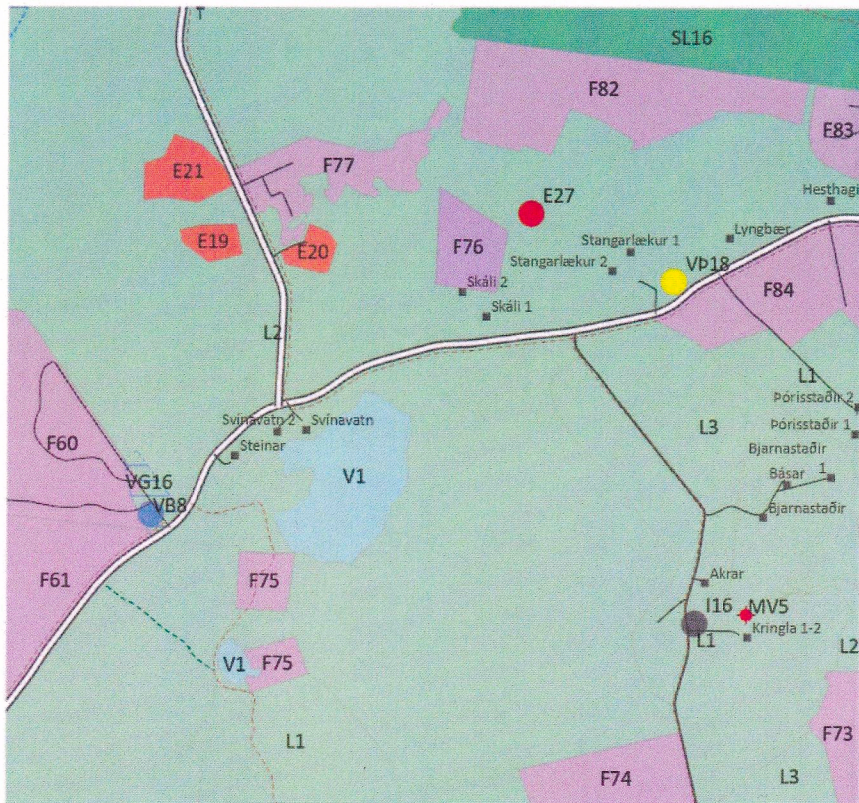 SL16
F82
F83
E21
F77
Hesthagi
E27
E19
E20
F76
Stangarlækur 1
Lyngbær
Stangarlækur 2
VÞ18
Skáli 2
F84
Skáli 1
L2
L1
Þórisstaðir 2
Svínavatn 2
Svínavatn
L3
Þórisstaðir 1
F60
Steinar
Bjarnastaðir
V1
Básar
1
VG16
VB8
Bjarnastaðir
F61
F75
Akrar
I16
MV5
L1
Kringla 1-2
L2
V1
F75
L1
F73
F74
L3